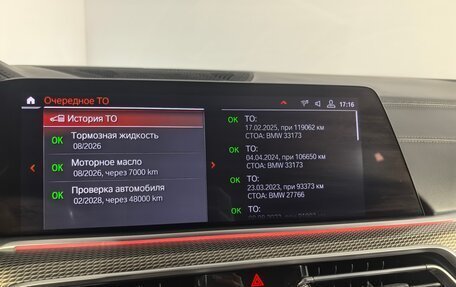 Очередное ТО
17:16
История ТО
OK Тормозная жидкость
08/2026
OK Моторное масло
08/2026, через 7000 km
OK Проверка автомобиля
02/2028, через 48000 km
OK ТО:
17.02.2025, при 119062 км
СТОА: BMW 33173
OK ТО:
04.04.2024, при 106650 км
СТОА: BMW 33173
OK ТО:
23.03.2023, при 93373 км
СТОА: BMW 27766
OK ТО: